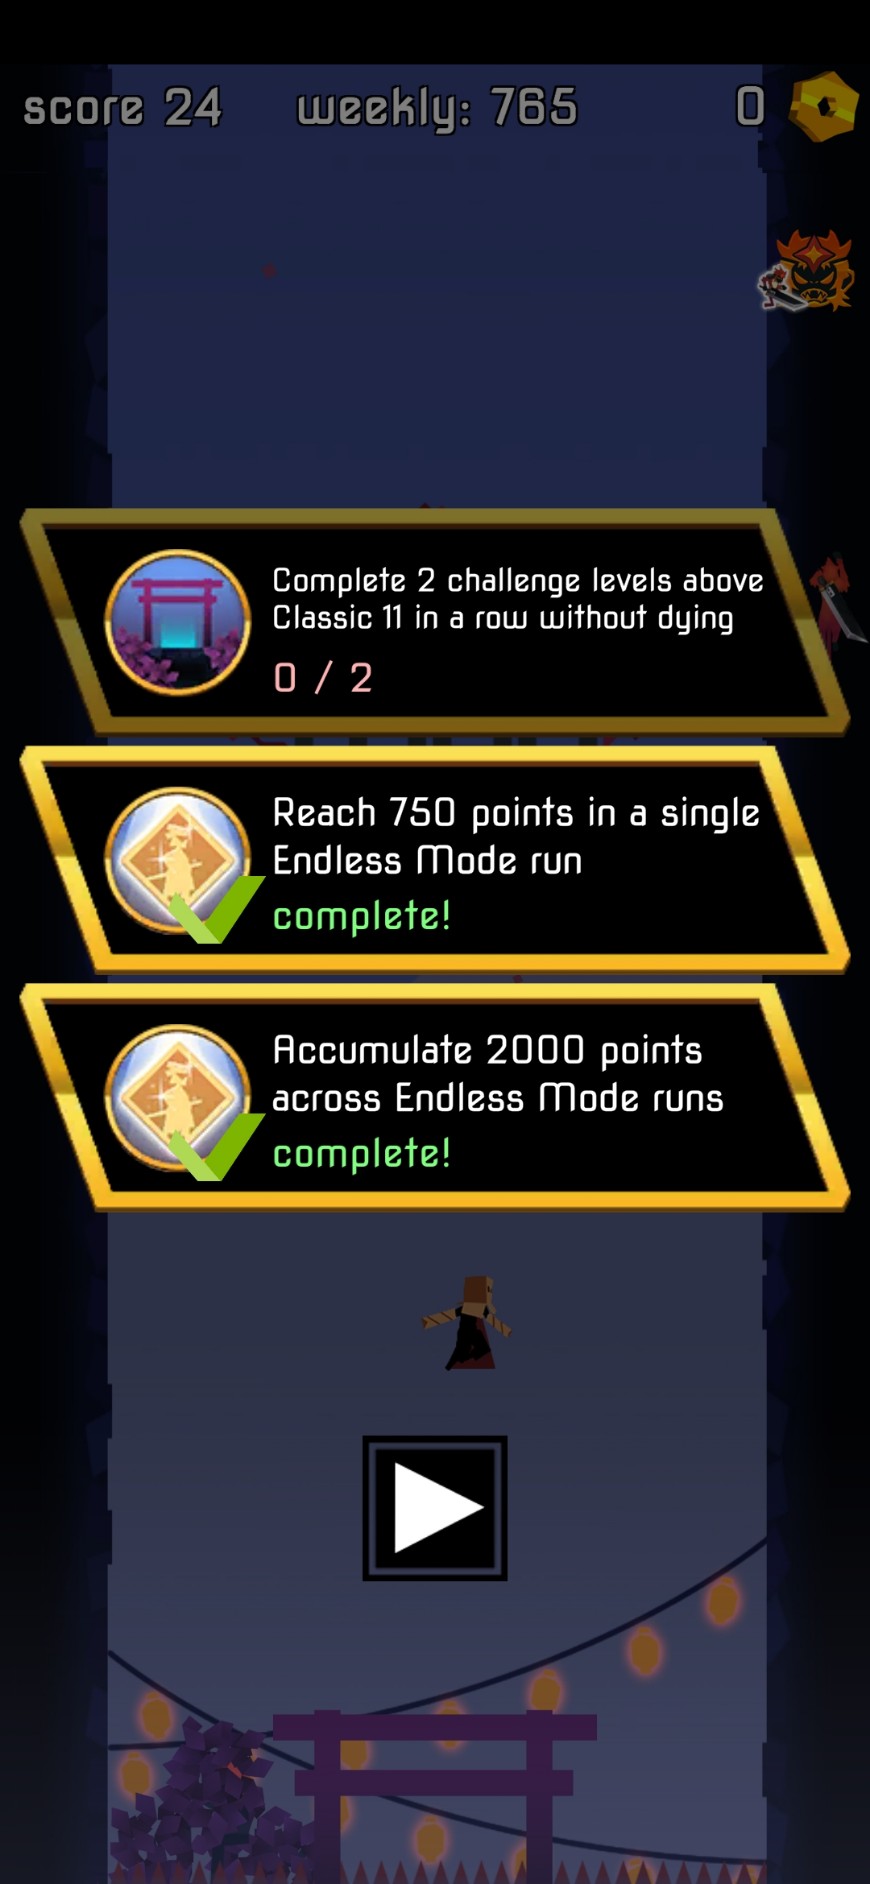 score 24 weekly: 765 0
Complete 2 challenge levels above
Classic 11 in a row without dying
0 / 2
Reach 750 points in a single
Endless Mode run
complete!
Accumulate 2000 points
across Endless Mode runs
complete!